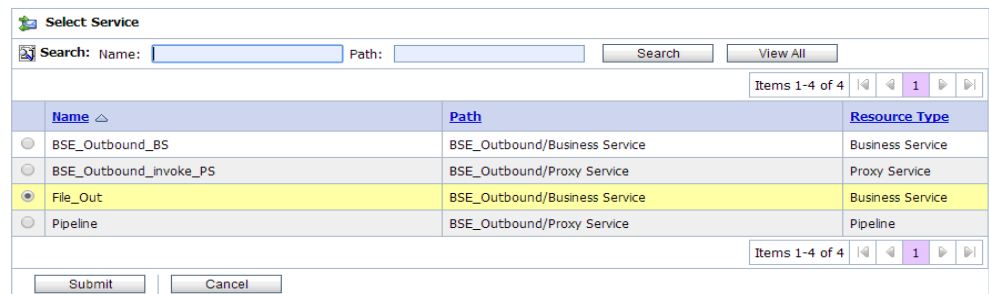 Select Service
Search: Name: Path: Search View All
Items 1-4 of 4 1
Name Path Resource Type
BSE_Outbound_BS BSE_Outbound/Business Service Business Service
BSE_Outbound_invoke_PS BSE_Outbound/Proxy Service Proxy Service
File_Out BSE_Outbound/Business Service Business Service
Pipeline BSE_Outbound/Proxy Service Pipeline
Items 1-4 of 4 1
Submit Cancel